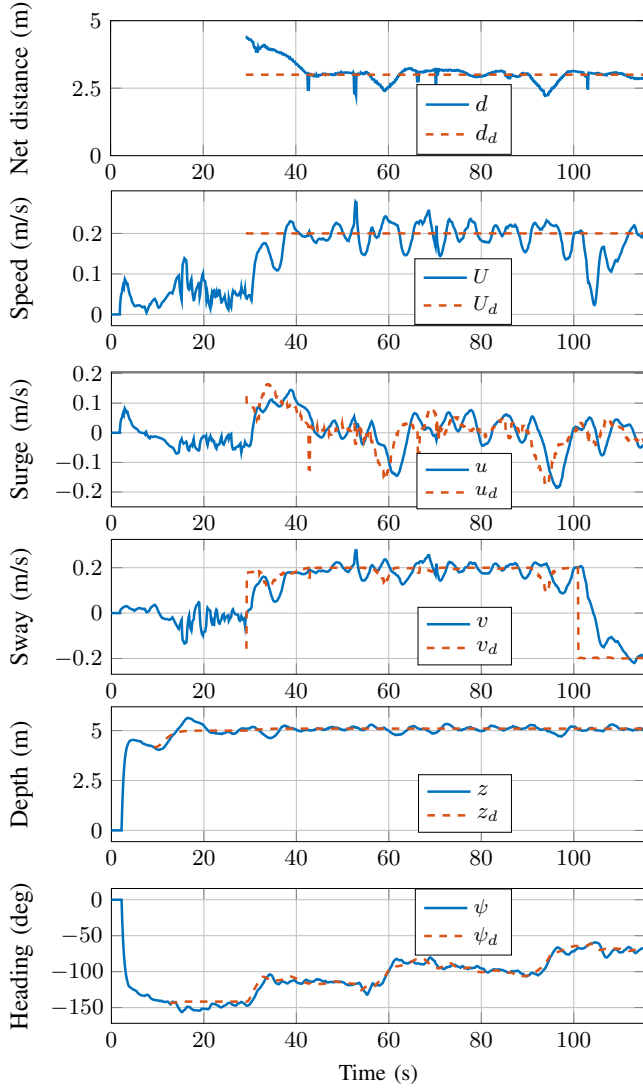 Net distance (m)
5
2.5
0
d
d_d
0 20 40 60 80 100
Speed (m/s)
0.2
0.1
0
U
U_d
0 20 40 60 80 100
Surge (m/s)
0.2
0.1
0
−0.1
−0.2
u
u_d
0 20 40 60 80 100
Sway (m/s)
0.2
0
−0.2
v
v_d
0 20 40 60 80 100
Depth (m)
5
2.5
0
z
z_d
0 20 40 60 80 100
Heading (deg)
0
−50
−100
−150
ψ
ψ_d
0 20 40 60 80 100
Time (s)